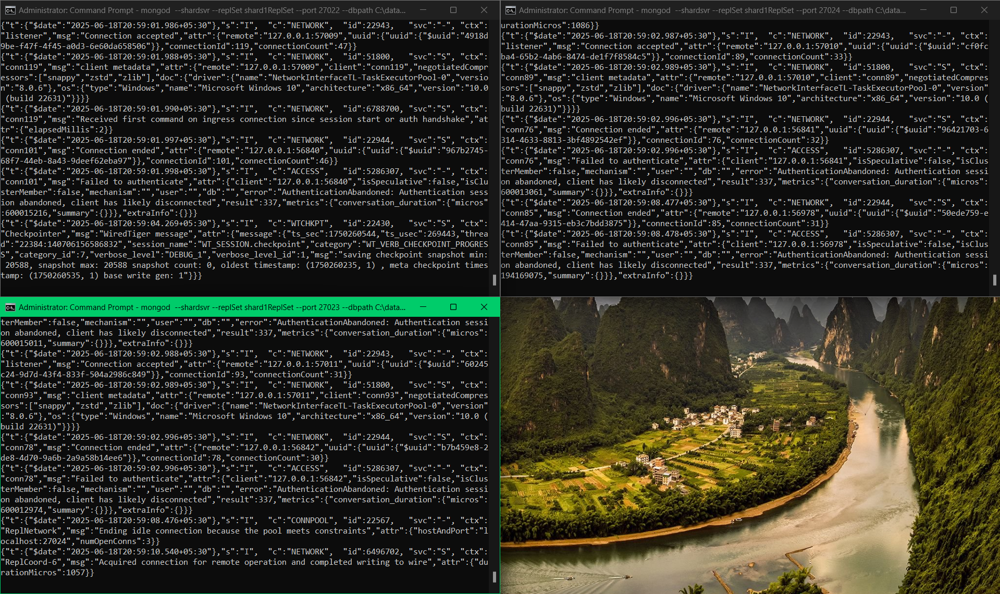 Administrator: Command Prompt - mongod  --shardsvr --replSet shard1ReplSet --port 27022 --dbpath C:\data...
{"t":{"$date":"2025-06-18T20:59:01.986+05:30"},"s":"I",  "c":"NETWORK",  "id":22943,   "svc":"-", "ctx":
"listener","msg":"Connection accepted","attr":{"remote":"127.0.0.1:57009","uuid":{"uuid":{"$uuid":"4918d
9be-f47f-4f45-a0d3-6e60da658506"}},"connectionId":119,"connectionCount":47}}
{"t":{"$date":"2025-06-18T20:59:01.988+05:30"},"s":"I",  "c":"NETWORK",  "id":51800,   "svc":"S", "ctx":
"conn119","msg":"client metadata","attr":{"remote":"127.0.0.1:57009","client":"conn119","negotiatedCompr
essors":["snappy","zstd","zlib"],"doc":{"driver":{"name":"NetworkInterfaceTL-TaskExecutorPool-0","versio
n":"8.0.6"},"os":{"type":"Windows","name":"Microsoft Windows 10","architecture":"x86_64","version":"10.0
 (build 22631)"}}}}
{"t":{"$date":"2025-06-18T20:59:01.990+05:30"},"s":"I",  "c":"NETWORK",  "id":6788700, "svc":"S", "ctx":
"conn119","msg":"Received first command on ingress connection since session start or auth handshake","at
tr":{"elapsedMillis":2}}
{"t":{"$date":"2025-06-18T20:59:01.997+05:30"},"s":"I",  "c":"NETWORK",  "id":22944,   "svc":"S", "ctx":
"conn101","msg":"Connection ended","attr":{"remote":"127.0.0.1:56840","uuid":{"uuid":{"$uuid":"967b2745-
68f7-44eb-8a43-9deef62eba97"}},"connectionId":101,"connectionCount":46}}
{"t":{"$date":"2025-06-18T20:59:01.998+05:30"},"s":"I",  "c":"ACCESS",   "id":5286307, "svc":"-", "ctx":
"conn101","msg":"Failed to authenticate","attr":{"client":"127.0.0.1:56840","isSpeculative":false,"isClu
sterMember":false,"mechanism":"","user":"","db":"","error":"AuthenticationAbandoned: Authentication sess
ion abandoned, client has likely disconnected","result":337,"metrics":{"conversation_duration":{"micros"
:600015216,"summary":{}}},"extraInfo":{}}}
{"t":{"$date":"2025-06-18T20:59:04.269+05:30"},"s":"I",  "c":"WTCHKPT",  "id":22430,   "svc":"S", "ctx":
"Checkpointer","msg":"WiredTiger message","attr":{"message":{"ts_sec":1750260544,"ts_usec":269443,"threa
d":"22384:140706156586832","session_name":"WT_SESSION.checkpoint","category":"WT_VERB_CHECKPOINT_PROGRES
S","category_id":7,"verbose_level":"DEBUG_1","verbose_level_id":1,"msg":"saving checkpoint snapshot min:
 20588, snapshot max: 20588 snapshot count: 0, oldest timestamp: (1750260235, 1) , meta checkpoint times
tamp: (1750260535, 1) base write gen: 1"}}}
Administrator: Command Prompt - mongod  --shardsvr --replSet shard1ReplSet --port 27024 --dbpath C:\data...
urationMicros":1086}}
{"t":{"$date":"2025-06-18T20:59:02.987+05:30"},"s":"I",  "c":"NETWORK",  "id":22943,   "svc":"-", "ctx":
"listener","msg":"Connection accepted","attr":{"remote":"127.0.0.1:57010","uuid":{"uuid":{"$uuid":"cf0fc
ba4-65b2-4ab6-8474-de1f7f8584c5"}},"connectionId":89,"connectionCount":33}}
{"t":{"$date":"2025-06-18T20:59:02.989+05:30"},"s":"I",  "c":"NETWORK",  "id":51800,   "svc":"S", "ctx":
"conn89","msg":"client metadata","attr":{"remote":"127.0.0.1:57010","client":"conn89","negotiatedCompres
sors":["snappy","zstd","zlib"],"doc":{"driver":{"name":"NetworkInterfaceTL-TaskExecutorPool-0","version"
:"8.0.6"},"os":{"type":"Windows","name":"Microsoft Windows 10","architecture":"x86_64","version":"10.0 (
build 22631)"}}}}
{"t":{"$date":"2025-06-18T20:59:02.996+05:30"},"s":"I",  "c":"NETWORK",  "id":22944,   "svc":"S", "ctx":
"conn76","msg":"Connection ended","attr":{"remote":"127.0.0.1:56841","uuid":{"uuid":{"$uuid":"96421703-6
314-4633-8813-3bf4892542ef"}},"connectionId":76,"connectionCount":32}}
{"t":{"$date":"2025-06-18T20:59:02.996+05:30"},"s":"I",  "c":"ACCESS",   "id":5286307, "svc":"-", "ctx":
"conn76","msg":"Failed to authenticate","attr":{"client":"127.0.0.1:56841","isSpeculative":false,"isClus
terMember":false,"mechanism":"","user":"","db":"","error":"AuthenticationAbandoned: Authentication sessi
on abandoned, client has likely disconnected","result":337,"metrics":{"conversation_duration":{"micros":
600013061,"summary":{}}},"extraInfo":{}}}
{"t":{"$date":"2025-06-18T20:59:08.477+05:30"},"s":"I",  "c":"NETWORK",  "id":22944,   "svc":"S", "ctx":
"conn85","msg":"Connection ended","attr":{"remote":"127.0.0.1:56978","uuid":{"uuid":{"$uuid":"50ede759-e
414-47aa-9315-eb3c7bdd3875"}},"connectionId":85,"connectionCount":31}}
{"t":{"$date":"2025-06-18T20:59:08.478+05:30"},"s":"I",  "c":"ACCESS",   "id":5286307, "svc":"-", "ctx":
"conn85","msg":"Failed to authenticate","attr":{"client":"127.0.0.1:56978","isSpeculative":false,"isClus
terMember":false,"mechanism":"","user":"","db":"","error":"AuthenticationAbandoned: Authentication sessi
on abandoned, client has likely disconnected","result":337,"metrics":{"conversation_duration":{"micros":
194169075,"summary":{}}},"extraInfo":{}}}
Administrator: Command Prompt - mongod  --shardsvr --replSet shard1ReplSet --port 27023 --dbpath C:\data...
terMember":false,"mechanism":"","user":"","db":"","error":"AuthenticationAbandoned: Authentication sessi
on abandoned, client has likely disconnected","result":337,"metrics":{"conversation_duration":{"micros":
600015011,"summary":{}}},"extraInfo":{}}}
{"t":{"$date":"2025-06-18T20:59:02.988+05:30"},"s":"I",  "c":"NETWORK",  "id":22943,   "svc":"-", "ctx":
"listener","msg":"Connection accepted","attr":{"remote":"127.0.0.1:57011","uuid":{"uuid":{"$uuid":"60245
c24-9d7d-43f4-833f-504a2986c849"}},"connectionId":93,"connectionCount":31}}
{"t":{"$date":"2025-06-18T20:59:02.989+05:30"},"s":"I",  "c":"NETWORK",  "id":51800,   "svc":"S", "ctx":
"conn93","msg":"client metadata","attr":{"remote":"127.0.0.1:57011","client":"conn93","negotiatedCompres
sors":["snappy","zstd","zlib"],"doc":{"driver":{"name":"NetworkInterfaceTL-TaskExecutorPool-0","version"
:"8.0.6"},"os":{"type":"Windows","name":"Microsoft Windows 10","architecture":"x86_64","version":"10.0 (
build 22631)"}}}}
{"t":{"$date":"2025-06-18T20:59:02.996+05:30"},"s":"I",  "c":"NETWORK",  "id":22944,   "svc":"S", "ctx":
"conn78","msg":"Connection ended","attr":{"remote":"127.0.0.1:56842","uuid":{"uuid":{"$uuid":"b7b459e8-2
de8-4d70-9a6b-2a9a58b14ee6"}},"connectionId":78,"connectionCount":30}}
{"t":{"$date":"2025-06-18T20:59:02.996+05:30"},"s":"I",  "c":"ACCESS",   "id":5286307, "svc":"-", "ctx":
"conn78","msg":"Failed to authenticate","attr":{"client":"127.0.0.1:56842","isSpeculative":false,"isClus
terMember":false,"mechanism":"","user":"","db":"","error":"AuthenticationAbandoned: Authentication sessi
on abandoned, client has likely disconnected","result":337,"metrics":{"conversation_duration":{"micros":
600012974,"summary":{}}},"extraInfo":{}}}
{"t":{"$date":"2025-06-18T20:59:08.476+05:30"},"s":"I",  "c":"CONNPOOL", "id":22567,   "svc":"-", "ctx":
"ReplNetwork","msg":"Ending idle connection because the pool meets constraints","attr":{"hostAndPort":"l
ocalhost:27024","numOpenConns":3}}
{"t":{"$date":"2025-06-18T20:59:10.540+05:30"},"s":"I",  "c":"NETWORK",  "id":6496702, "svc":"S", "ctx":
"ReplCoord-6","msg":"Acquired connection for remote operation and completed writing to wire","attr":{"du
rationMicros":1057}}